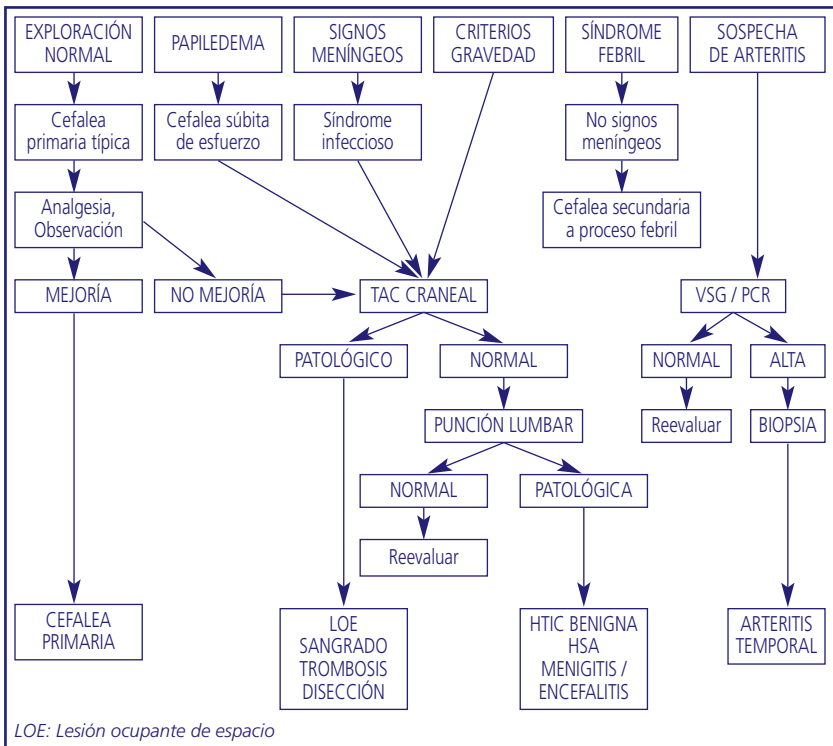 EXPLORACIÓN
NORMAL
PAPILEDEMA
SIGNOS
MENÍNGEOS
CRITERIOS
GRAVEDAD
SÍNDROME
FEBRIL
SOSPECHA
DE ARTERITIS
Cefalea
primaria típica
Cefalea súbita
de esfuerzo
Síndrome
infeccioso
No signos
meníngeos
Analgesia,
Observación
Cefalea secundaria
a proceso febril
MEJORÍA
NO MEJORÍA
TAC CRANEAL
VSG / PCR
PATOLÓGICO
NORMAL
NORMAL
ALTA
PUNCIÓN LUMBAR
Reevaluar
BIOPSIA
NORMAL
PATOLÓGICA
Reevaluar
CEFALEA
PRIMARIA
LOE
SANGRADO
TROMBOSIS
DISECCIÓN
HTIC BENIGNA
HSA
MENIGITIS /
ENCEFALITIS
ARTERITIS
TEMPORAL
LOE: Lesión ocupante de espacio